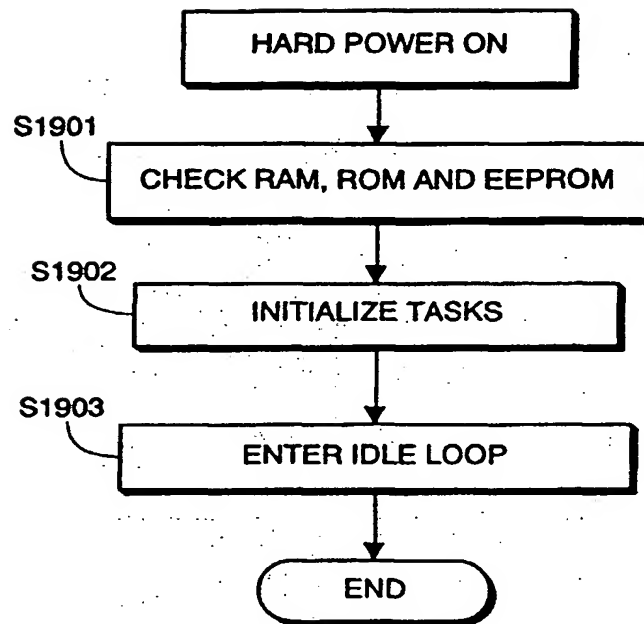 HARD POWER ON
S1901
CHECK RAM, ROM AND EEPROM
S1902
INITIALIZE TASKS
S1903
ENTER IDLE LOOP
END